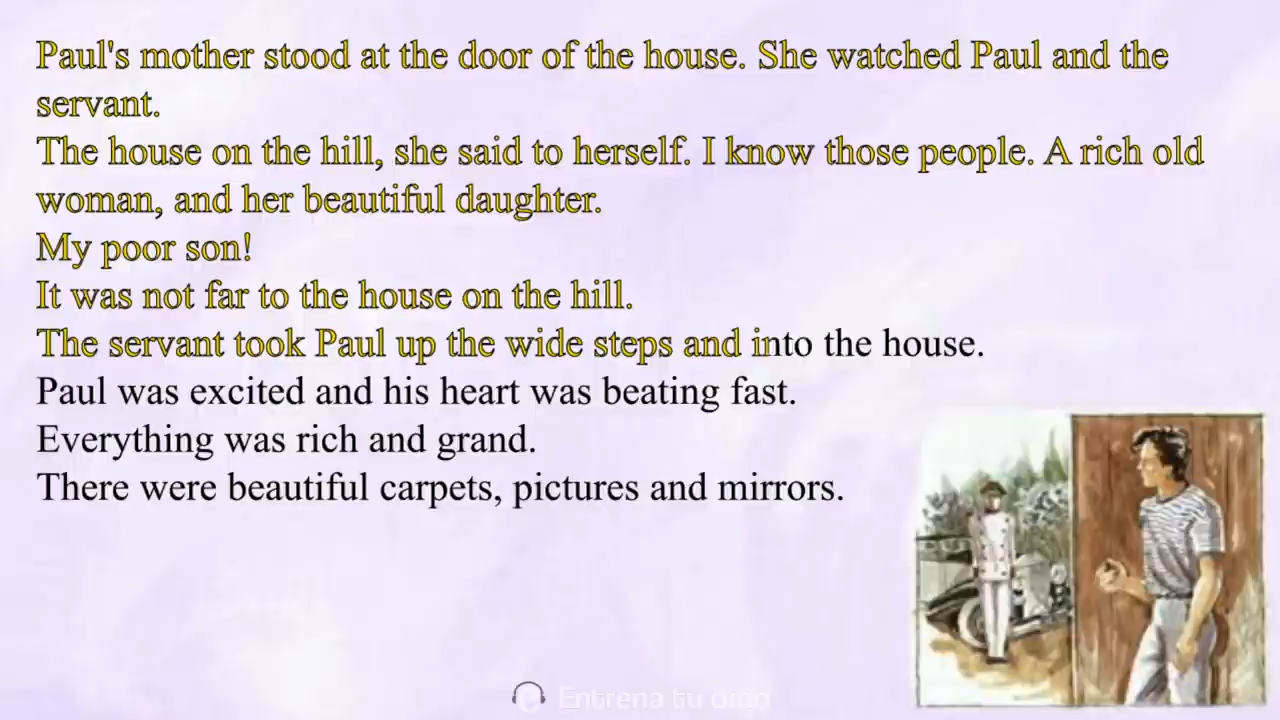 Paul's mother stood at the door of the house. She watched Paul and the
servant.
The house on the hill, she said to herself. I know those people. A rich old
woman, and her beautiful daughter.
My poor son!
It was not far to the house on the hill.
The servant took Paul up the wide steps and into the house.
Paul was excited and his heart was beating fast.
Everything was rich and grand.
There were beautiful carpets, pictures and mirrors.
Entrena tu oido